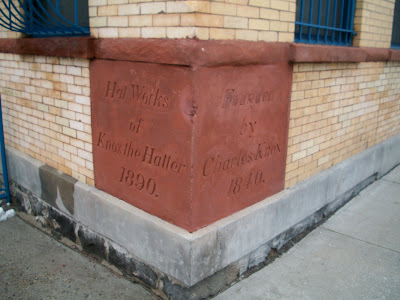 Hat Works
of
Knox the Hatter
1890.
Founded
by
Charles Knox
1840.